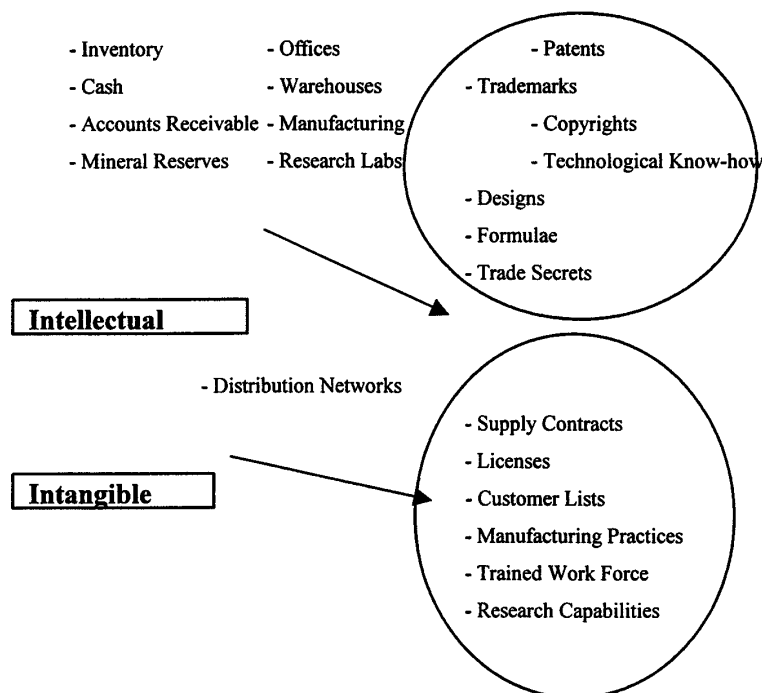 - Inventory - Offices - Patents
- Cash - Warehouses - Trademarks
- Accounts Receivable - Manufacturing - Copyrights
- Mineral Reserves - Research Labs - Technological Know-how
- Designs
- Formulae
- Trade Secrets
Intellectual
- Distribution Networks
- Supply Contracts
- Licenses
Intangible
- Customer Lists
- Manufacturing Practices
- Trained Work Force
- Research Capabilities